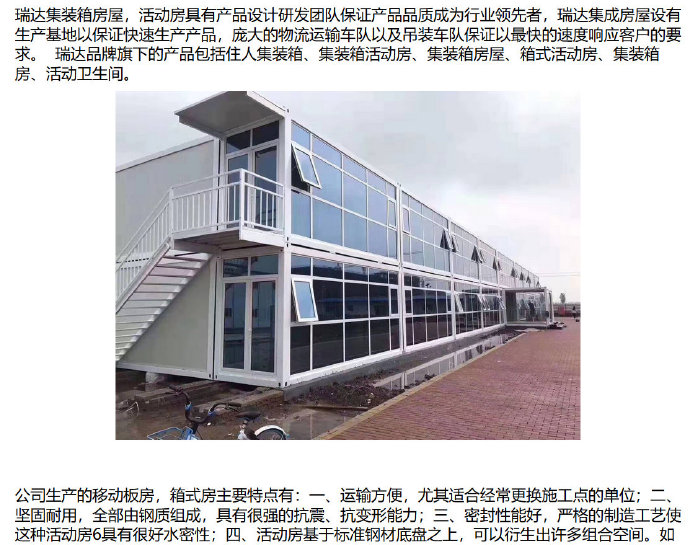 瑞达集装箱房屋，活动房具有产品设计研发团队保证产品品质成为行业领先者，瑞达集成房屋设有
生产基地以保证快速生产产品，庞大的物流运输车队以及吊装车队保证以最快的速度响应客户的要
求。 瑞达品牌旗下的产品包括住人集装箱、集装箱活动房、集装箱房屋、箱式活动房、集装箱
房、活动卫生间。
公司生产的移动板房，箱式房主要特点有：一、运输方便，尤其适合经常更换施工点的单位；二、
坚固耐用，全部由钢质组成，具有很强的抗震、抗变形能力；三、密封性能好，严格的制造工艺使
这种活动房6具有很好水密性；四、活动房基于标准钢材底盘之上，可以衍生出许多组合空间。如